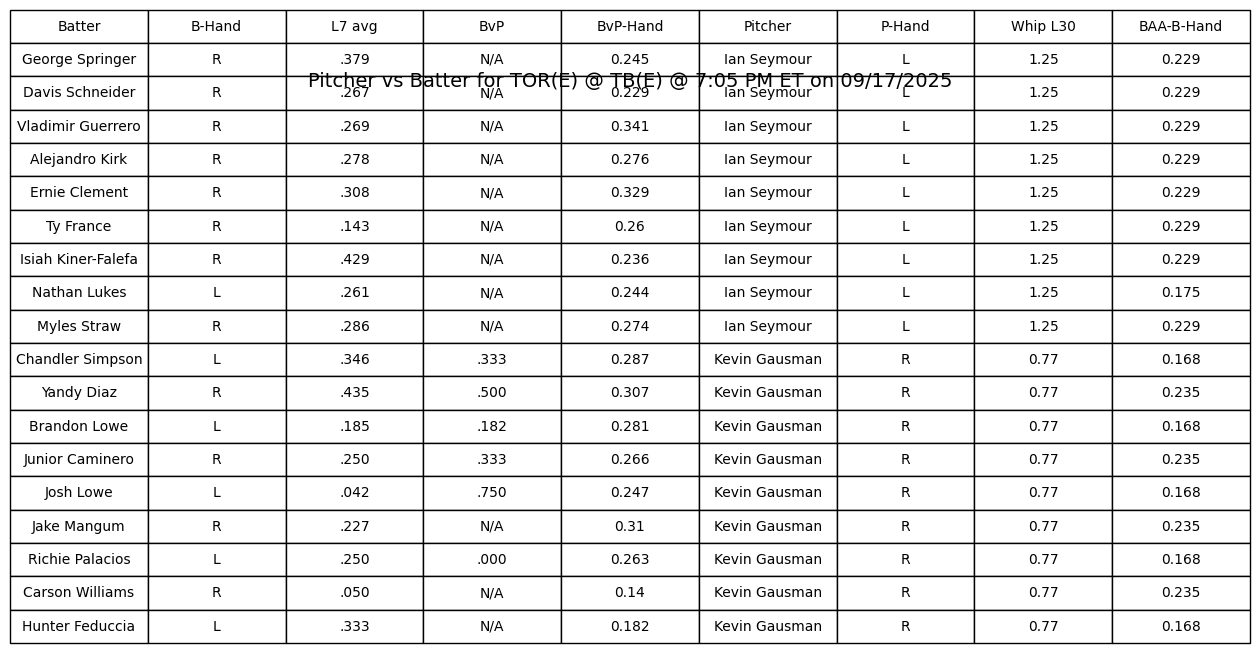 Batter B-Hand L7 avg BvP BvP-Hand Pitcher P-Hand Whip L30 BAA-B-Hand
George Springer R .379 N/A 0.245 Ian Seymour L 1.25 0.229
Pitcher vs Batter for TOR(E) @ TB(E) @ 7:05 PM ET on 09/17/2025
Davis Schneider R .267 N/A 0.229 Ian Seymour L 1.25 0.229
Vladimir Guerrero R .269 N/A 0.341 Ian Seymour L 1.25 0.229
Alejandro Kirk R .278 N/A 0.276 Ian Seymour L 1.25 0.229
Ernie Clement R .308 N/A 0.329 Ian Seymour L 1.25 0.229
Ty France R .143 N/A 0.26 Ian Seymour L 1.25 0.229
Isiah Kiner-Falefa R .429 N/A 0.236 Ian Seymour L 1.25 0.229
Nathan Lukes L .261 N/A 0.244 Ian Seymour L 1.25 0.175
Myles Straw R .286 N/A 0.274 Ian Seymour L 1.25 0.229
Chandler Simpson L .346 .333 0.287 Kevin Gausman R 0.77 0.168
Yandy Diaz R .435 .500 0.307 Kevin Gausman R 0.77 0.235
Brandon Lowe L .185 .182 0.281 Kevin Gausman R 0.77 0.168
Junior Caminero R .250 .333 0.266 Kevin Gausman R 0.77 0.235
Josh Lowe L .042 .750 0.247 Kevin Gausman R 0.77 0.168
Jake Mangum R .227 N/A 0.31 Kevin Gausman R 0.77 0.235
Richie Palacios L .250 .000 0.263 Kevin Gausman R 0.77 0.168
Carson Williams R .050 N/A 0.14 Kevin Gausman R 0.77 0.235
Hunter Feduccia L .333 N/A 0.182 Kevin Gausman R 0.77 0.168